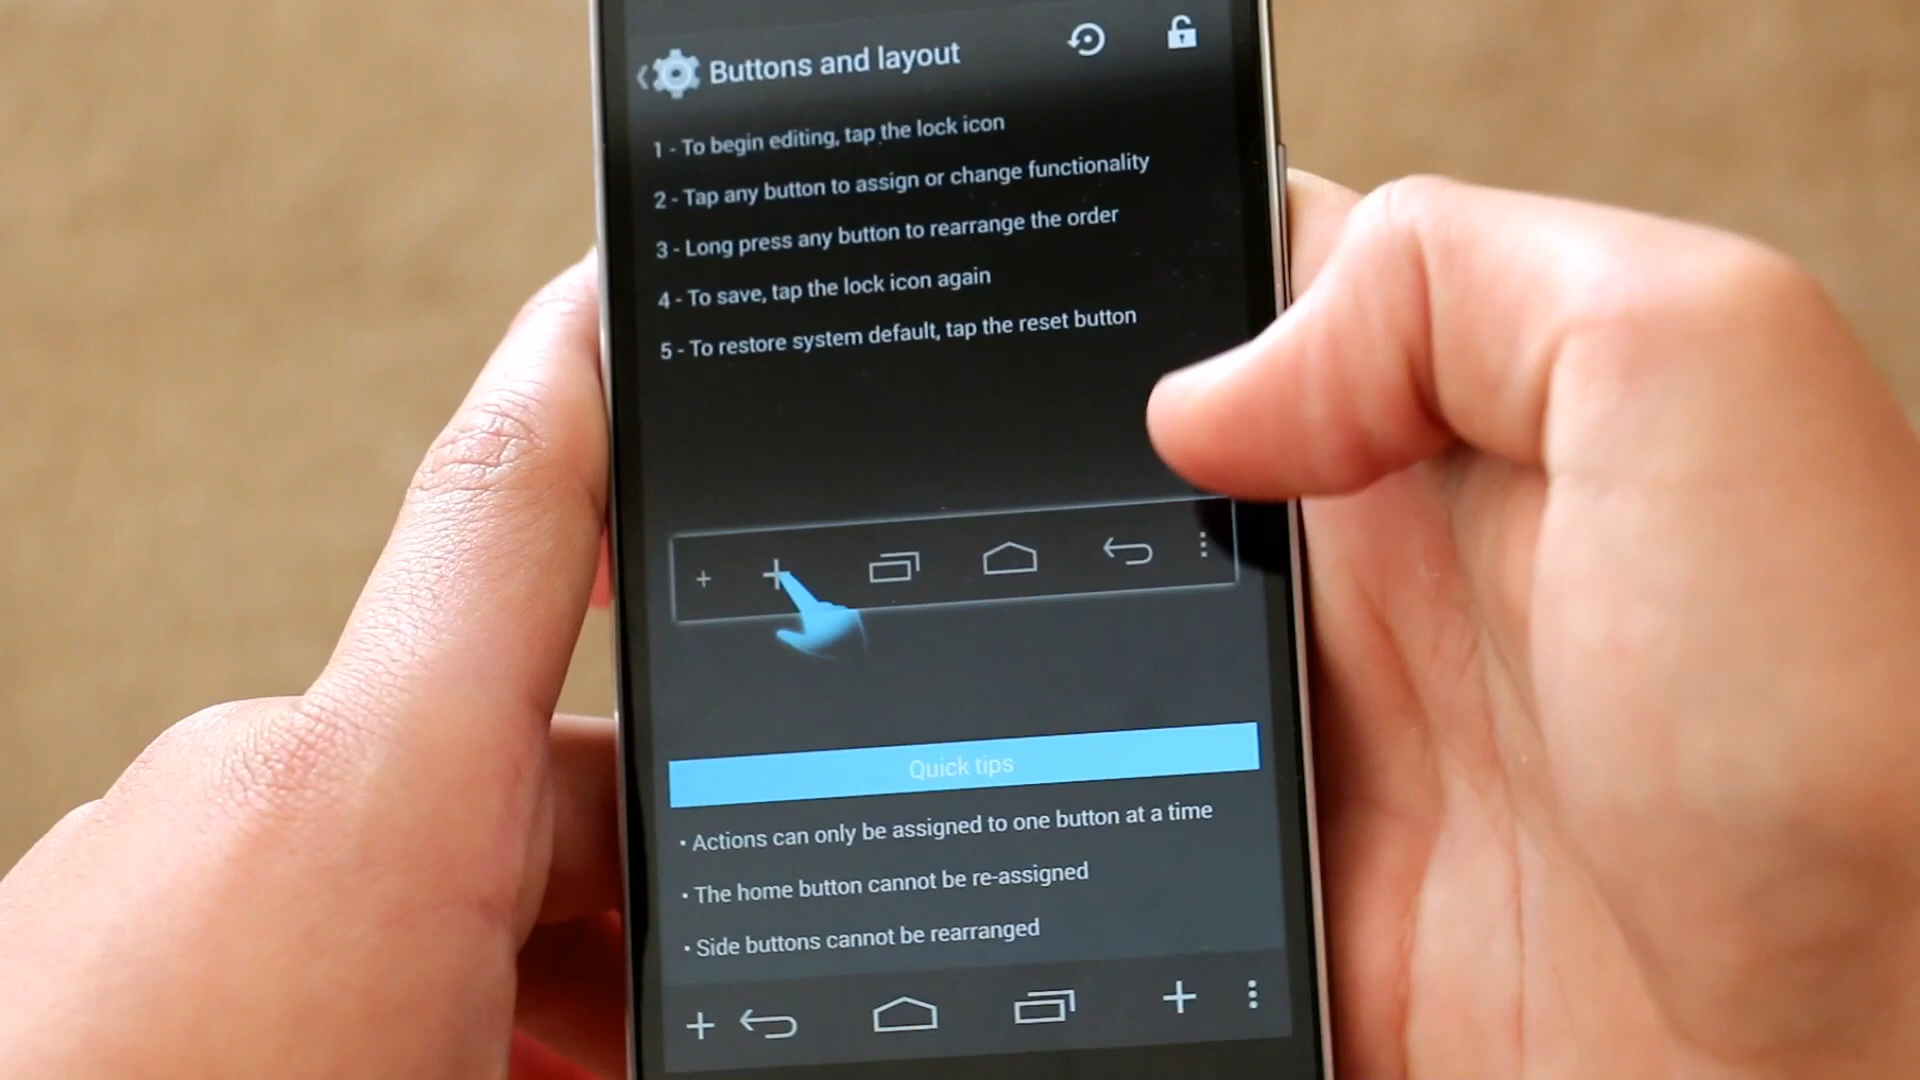 Buttons and layout
1 - To begin editing, tap the lock icon
2 - Tap any button to assign or change functionality
3 - Long press any button to rearrange the order
4 - To save, tap the lock icon again
5 - To restore system default, tap the reset button
Quick tips
• Actions can only be assigned to one button at a time
• The home button cannot be re-assigned
• Side buttons cannot be rearranged